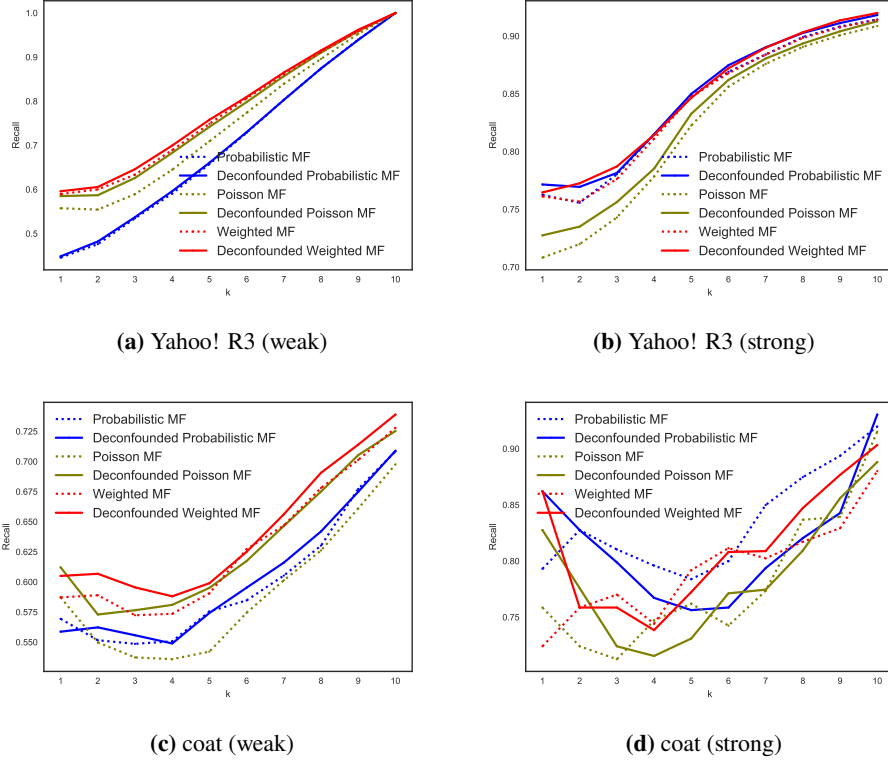 1.0
0.9
0.8
0.7
0.6
0.5
Recall
Probabilistic MF
Deconfounded Probabilistic MF
Poisson MF
Deconfounded Poisson MF
Weighted MF
Deconfounded Weighted MF
1 2 3 4 5 6 7 8 9 10
k
(a) Yahoo! R3 (weak)
0.90
0.85
0.80
0.75
0.70
Recall
Probabilistic MF
Deconfounded Probabilistic MF
Poisson MF
Deconfounded Poisson MF
Weighted MF
Deconfounded Weighted MF
1 2 3 4 5 6 7 8 9 10
k
(b) Yahoo! R3 (strong)
0.725
0.700
0.675
0.650
0.625
0.600
0.575
0.550
Recall
Probabilistic MF
Deconfounded Probabilistic MF
Poisson MF
Deconfounded Poisson MF
Weighted MF
Deconfounded Weighted MF
1 2 3 4 5 6 7 8 9 10
k
(c) coat (weak)
0.90
0.85
0.80
0.75
Recall
Probabilistic MF
Deconfounded Probabilistic MF
Poisson MF
Deconfounded Poisson MF
Weighted MF
Deconfounded Weighted MF
1 2 3 4 5 6 7 8 9 10
k
(d) coat (strong)